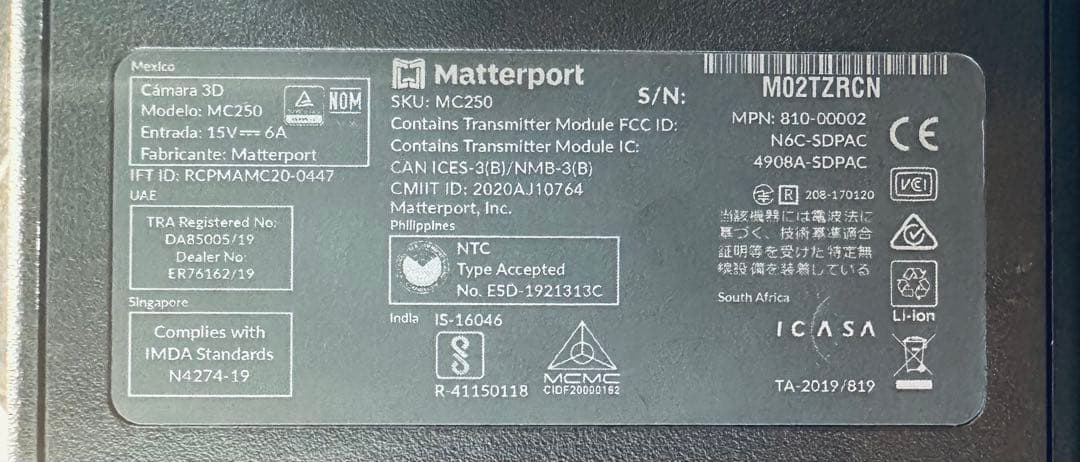 Mexico
Cámara 3D
Modelo: MC250
NOM
Entrada: 15V⎓ 6A
Fabricante: Matterport
IFT ID: RCPMAMC20-0447
UAE
TRA Registered No:
DA85005/19
Dealer No:
ER76162/19
Singapore
Complies with
IMDA Standards
N4274-19
Matterport
SKU: MC250
S/N:
M02TZRCN
Contains Transmitter Module FCC ID:
Contains Transmitter Module IC:
CAN ICES-3(B)/NMB-3(B)
CMIIT ID: 2020AJ10764
Matterport, Inc.
MPN: 810-00002
N6C-SDPAC
4908A-SDPAC
CE
Philippines
NTC
Type Accepted
No. ESD-1921313C
India
IS-16046
R-41150118
MCMC
CIDF20000162
R 208-170120
当該機器には電波法に
基づく、技術基準適合
証明等を受けた特定無
線設備を装着している
VCI
Li-ion
South Africa
ICASA
TA-2019/819